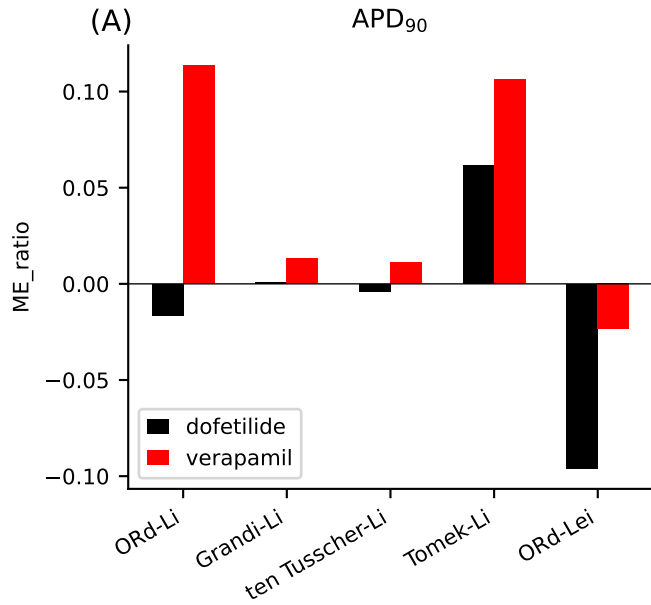 (A)
APD₉₀
ME_ratio
0.10
0.05
0.00
−0.05
−0.10
dofetilide
verapamil
ORd-Li
Grandi-Li
ten Tusscher-Li
Tomek-Li
ORd-Lei